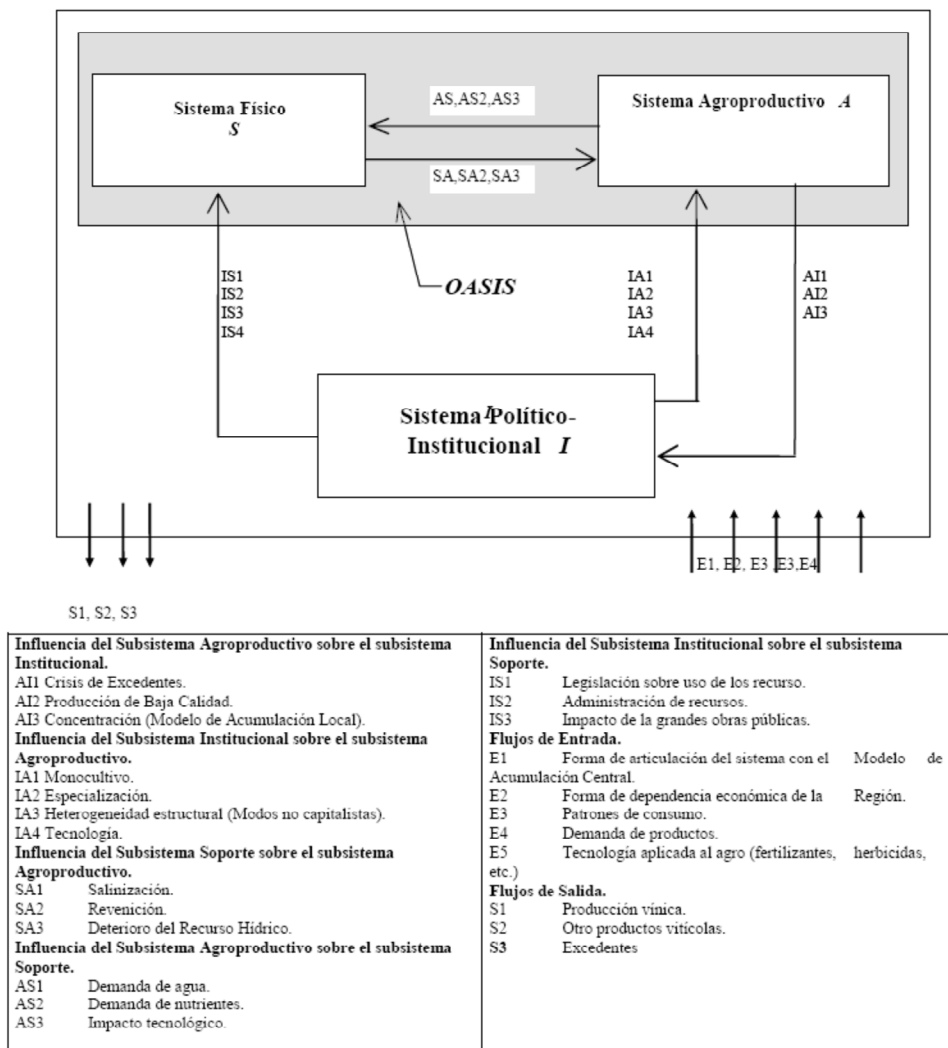 Sistema Físico
S
AS,AS2,AS3
SA,SA2,SA3
Sistema Agroproductivo A
IS1
IS2
IS3
IS4
OASIS
IA1
IA2
IA3
IA4
AI1
AI2
AI3
Sistema I Político-
Institucional I
E1, E2, E3 ,E3,E4
S1, S2, S3
Influencia del Subsistema Agroproductivo sobre el subsistema
Institucional.
AI1 Crisis de Excedentes.
AI2 Producción de Baja Calidad.
AI3 Concentración (Modelo de Acumulación Local).
Influencia del Subsistema Institucional sobre el subsistema
Agroproductivo.
IA1 Monocultivo.
IA2 Especialización.
IA3 Heterogeneidad estructural (Modos no capitalistas).
IA4 Tecnología.
Influencia del Subsistema Soporte sobre el subsistema
Agroproductivo.
SA1 Salinización.
SA2 Revenición.
SA3 Deterioro del Recurso Hídrico.
Influencia del Subsistema Agroproductivo sobre el subsistema
Soporte.
AS1 Demanda de agua.
AS2 Demanda de nutrientes.
AS3 Impacto tecnológico.
Influencia del Subsistema Institucional sobre el subsistema
Soporte.
IS1 Legislación sobre uso de los recurso.
IS2 Administración de recursos.
IS3 Impacto de la grandes obras públicas.
Flujos de Entrada.
E1 Forma de articulación del sistema con el Modelo de
Acumulación Central.
E2 Forma de dependencia económica de la Región.
E3 Patrones de consumo.
E4 Demanda de productos.
E5 Tecnología aplicada al agro (fertilizantes, herbicidas,
etc.)
Flujos de Salida.
S1 Producción vínica.
S2 Otro productos vitícolas.
S3 Excedentes